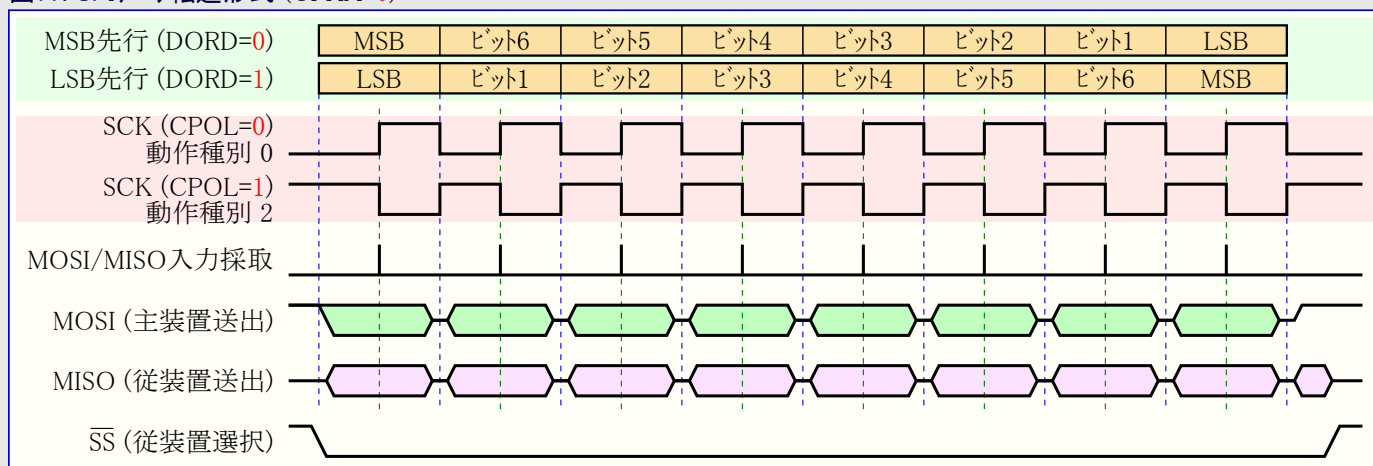 MSB先行 (DORD=0) MSB ビット6 ビット5 ビット4 ビット3 ビット2 ビット1 LSB
LSB先行 (DORD=1) LSB ビット1 ビット2 ビット3 ビット4 ビット5 ビット6 MSB
SCK (CPOL=0)
動作種別 0
SCK (CPOL=1)
動作種別 2
MOSI/MISO入力採取
MOSI (主装置送出)
MISO (従装置送出)
SS (従装置選択)